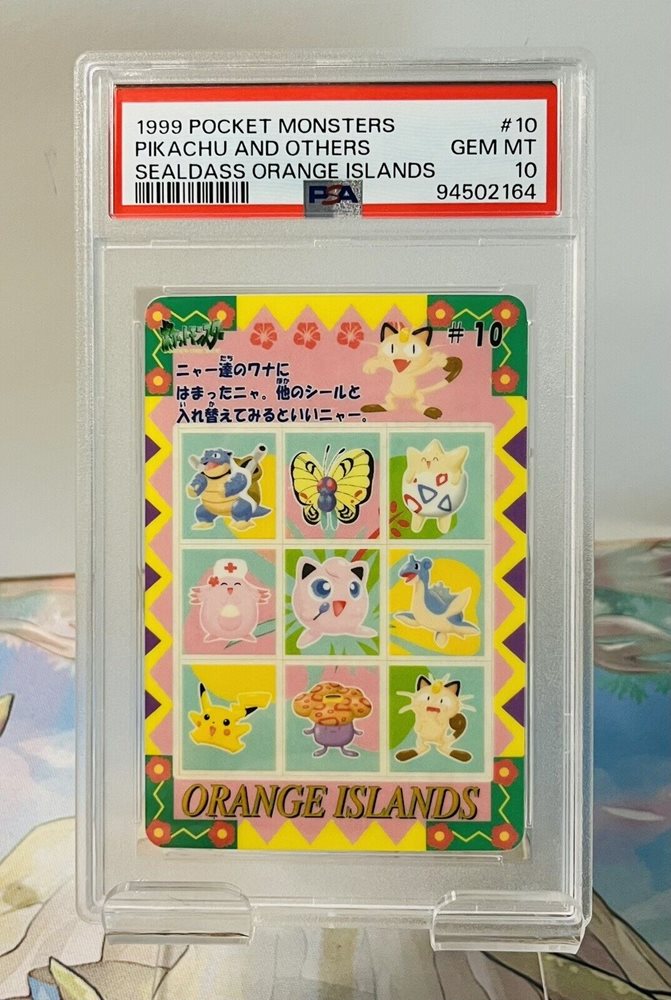 1999 POCKET MONSTERS #10
PIKACHU AND OTHERS GEM MT
SEALDASS ORANGE ISLANDS 10
PSA 94502164
ポケットモンスター
#10
ニャー達のワナに
はまったニャ。他のシールと
入れ替えてみるといいニャー。
ORANGE ISLANDS